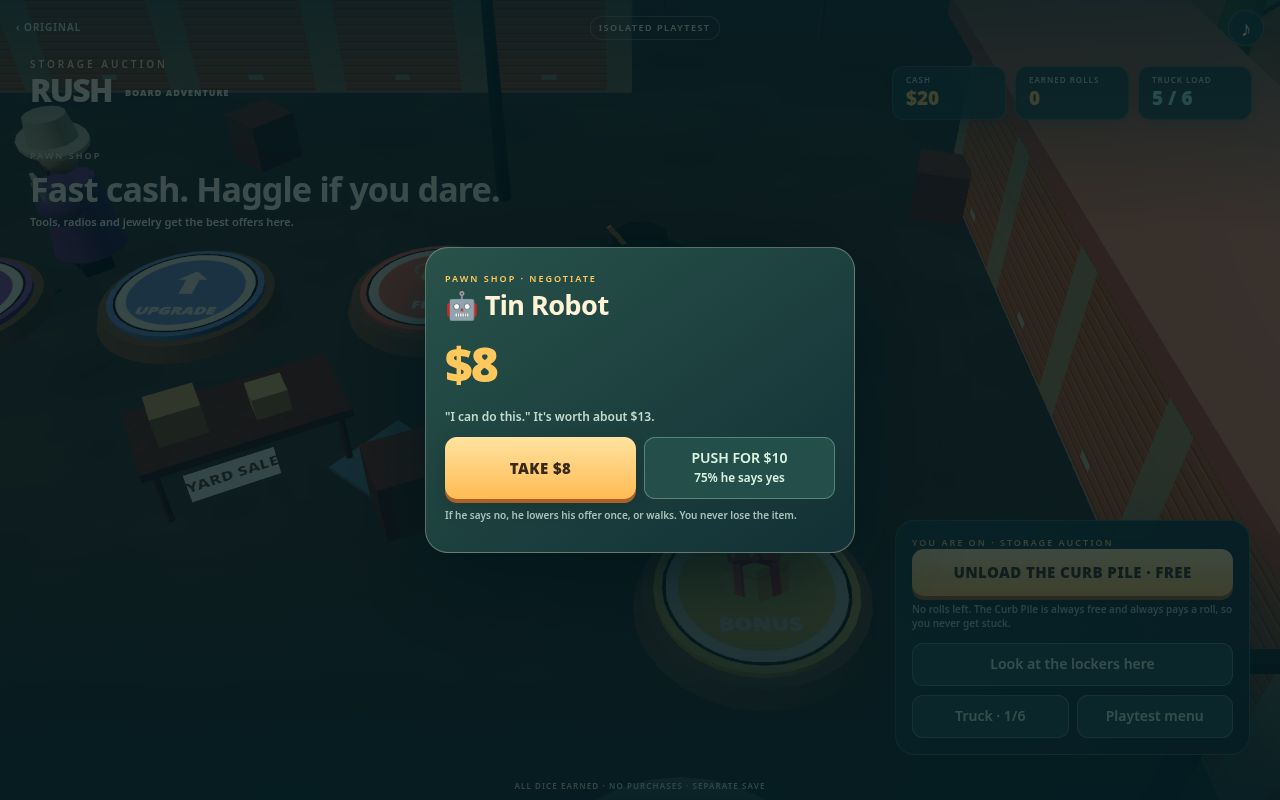 ‹ ORIGINAL
ISOLATED PLAYTEST
STORAGE AUCTION
RUSH BOARD ADVENTURE
CASH
$20
EARNED ROLLS
0
TRUCK LOAD
5 / 6
PAWN SHOP
Fast cash. Haggle if you dare.
Tools, radios and jewelry get the best offers here.
UPGRADE
YARD SALE
BONUS
PAWN SHOP · NEGOTIATE
🤖 Tin Robot
$8
"I can do this." It's worth about $13.
TAKE $8
PUSH FOR $10
75% he says yes
If he says no, he lowers his offer once, or walks. You never lose the item.
YOU ARE ON · STORAGE AUCTION
UNLOAD THE CURB PILE · FREE
No rolls left. The Curb Pile is always free and always pays a roll, so
you never get stuck.
Look at the lockers here
Truck · 1/6
Playtest menu
ALL DICE EARNED · NO PURCHASES · SEPARATE SAVE